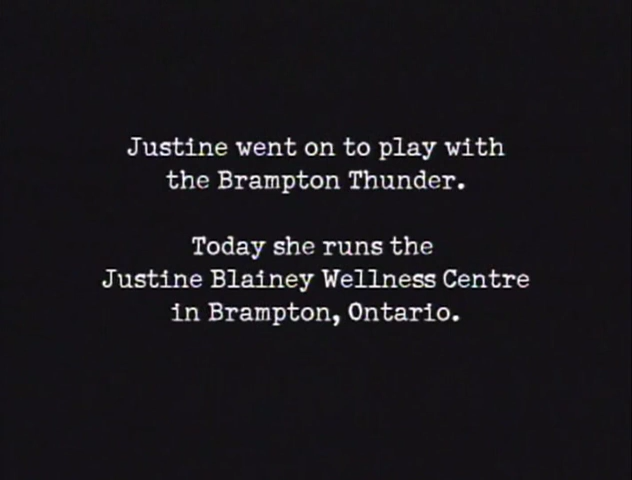 Justine went on to play with
the Brampton Thunder.
Today she runs the
Justine Blainey Wellness Centre
in Brampton, Ontario.